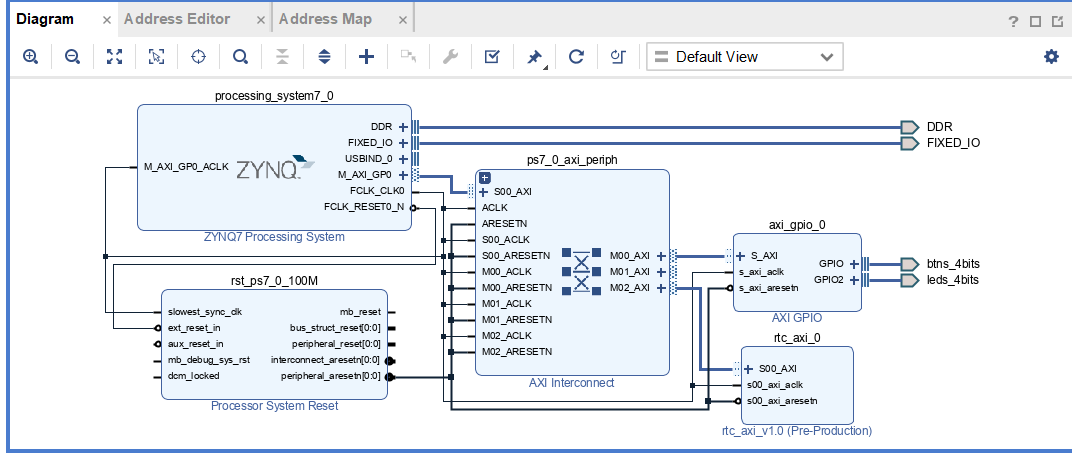 Diagram × Address Editor × Address Map ×
? 
Default View
processing_system7_0
DDR
FIXED_IO
USBIND_0
M_AXI_GP0
FCLK_CLK0
FCLK_RESET0_N
M_AXI_GP0_ACLK
ZYNQ
ZYNQ7 Processing System
DDR
FIXED_IO
ps7_0_axi_periph
S00_AXI
ACLK
ARESETN
S00_ACLK
S00_ARESETN
M00_ACLK
M00_ARESETN
M01_ACLK
M01_ARESETN
M02_ACLK
M02_ARESETN
M00_AXI
M01_AXI
M02_AXI
AXI Interconnect
axi_gpio_0
S_AXI
s_axi_aclk
s_axi_aresetn
GPIO
GPIO2
AXI GPIO
btns_4bits
leds_4bits
rst_ps7_0_100M
slowest_sync_clk
ext_reset_in
aux_reset_in
mb_debug_sys_rst
dcm_locked
mb_reset
bus_struct_reset[0:0]
peripheral_reset[0:0]
interconnect_aresetn[0:0]
peripheral_aresetn[0:0]
Processor System Reset
rtc_axi_0
S00_AXI
s00_axi_aclk
s00_axi_aresetn
rtc_axi_v1.0 (Pre-Production)